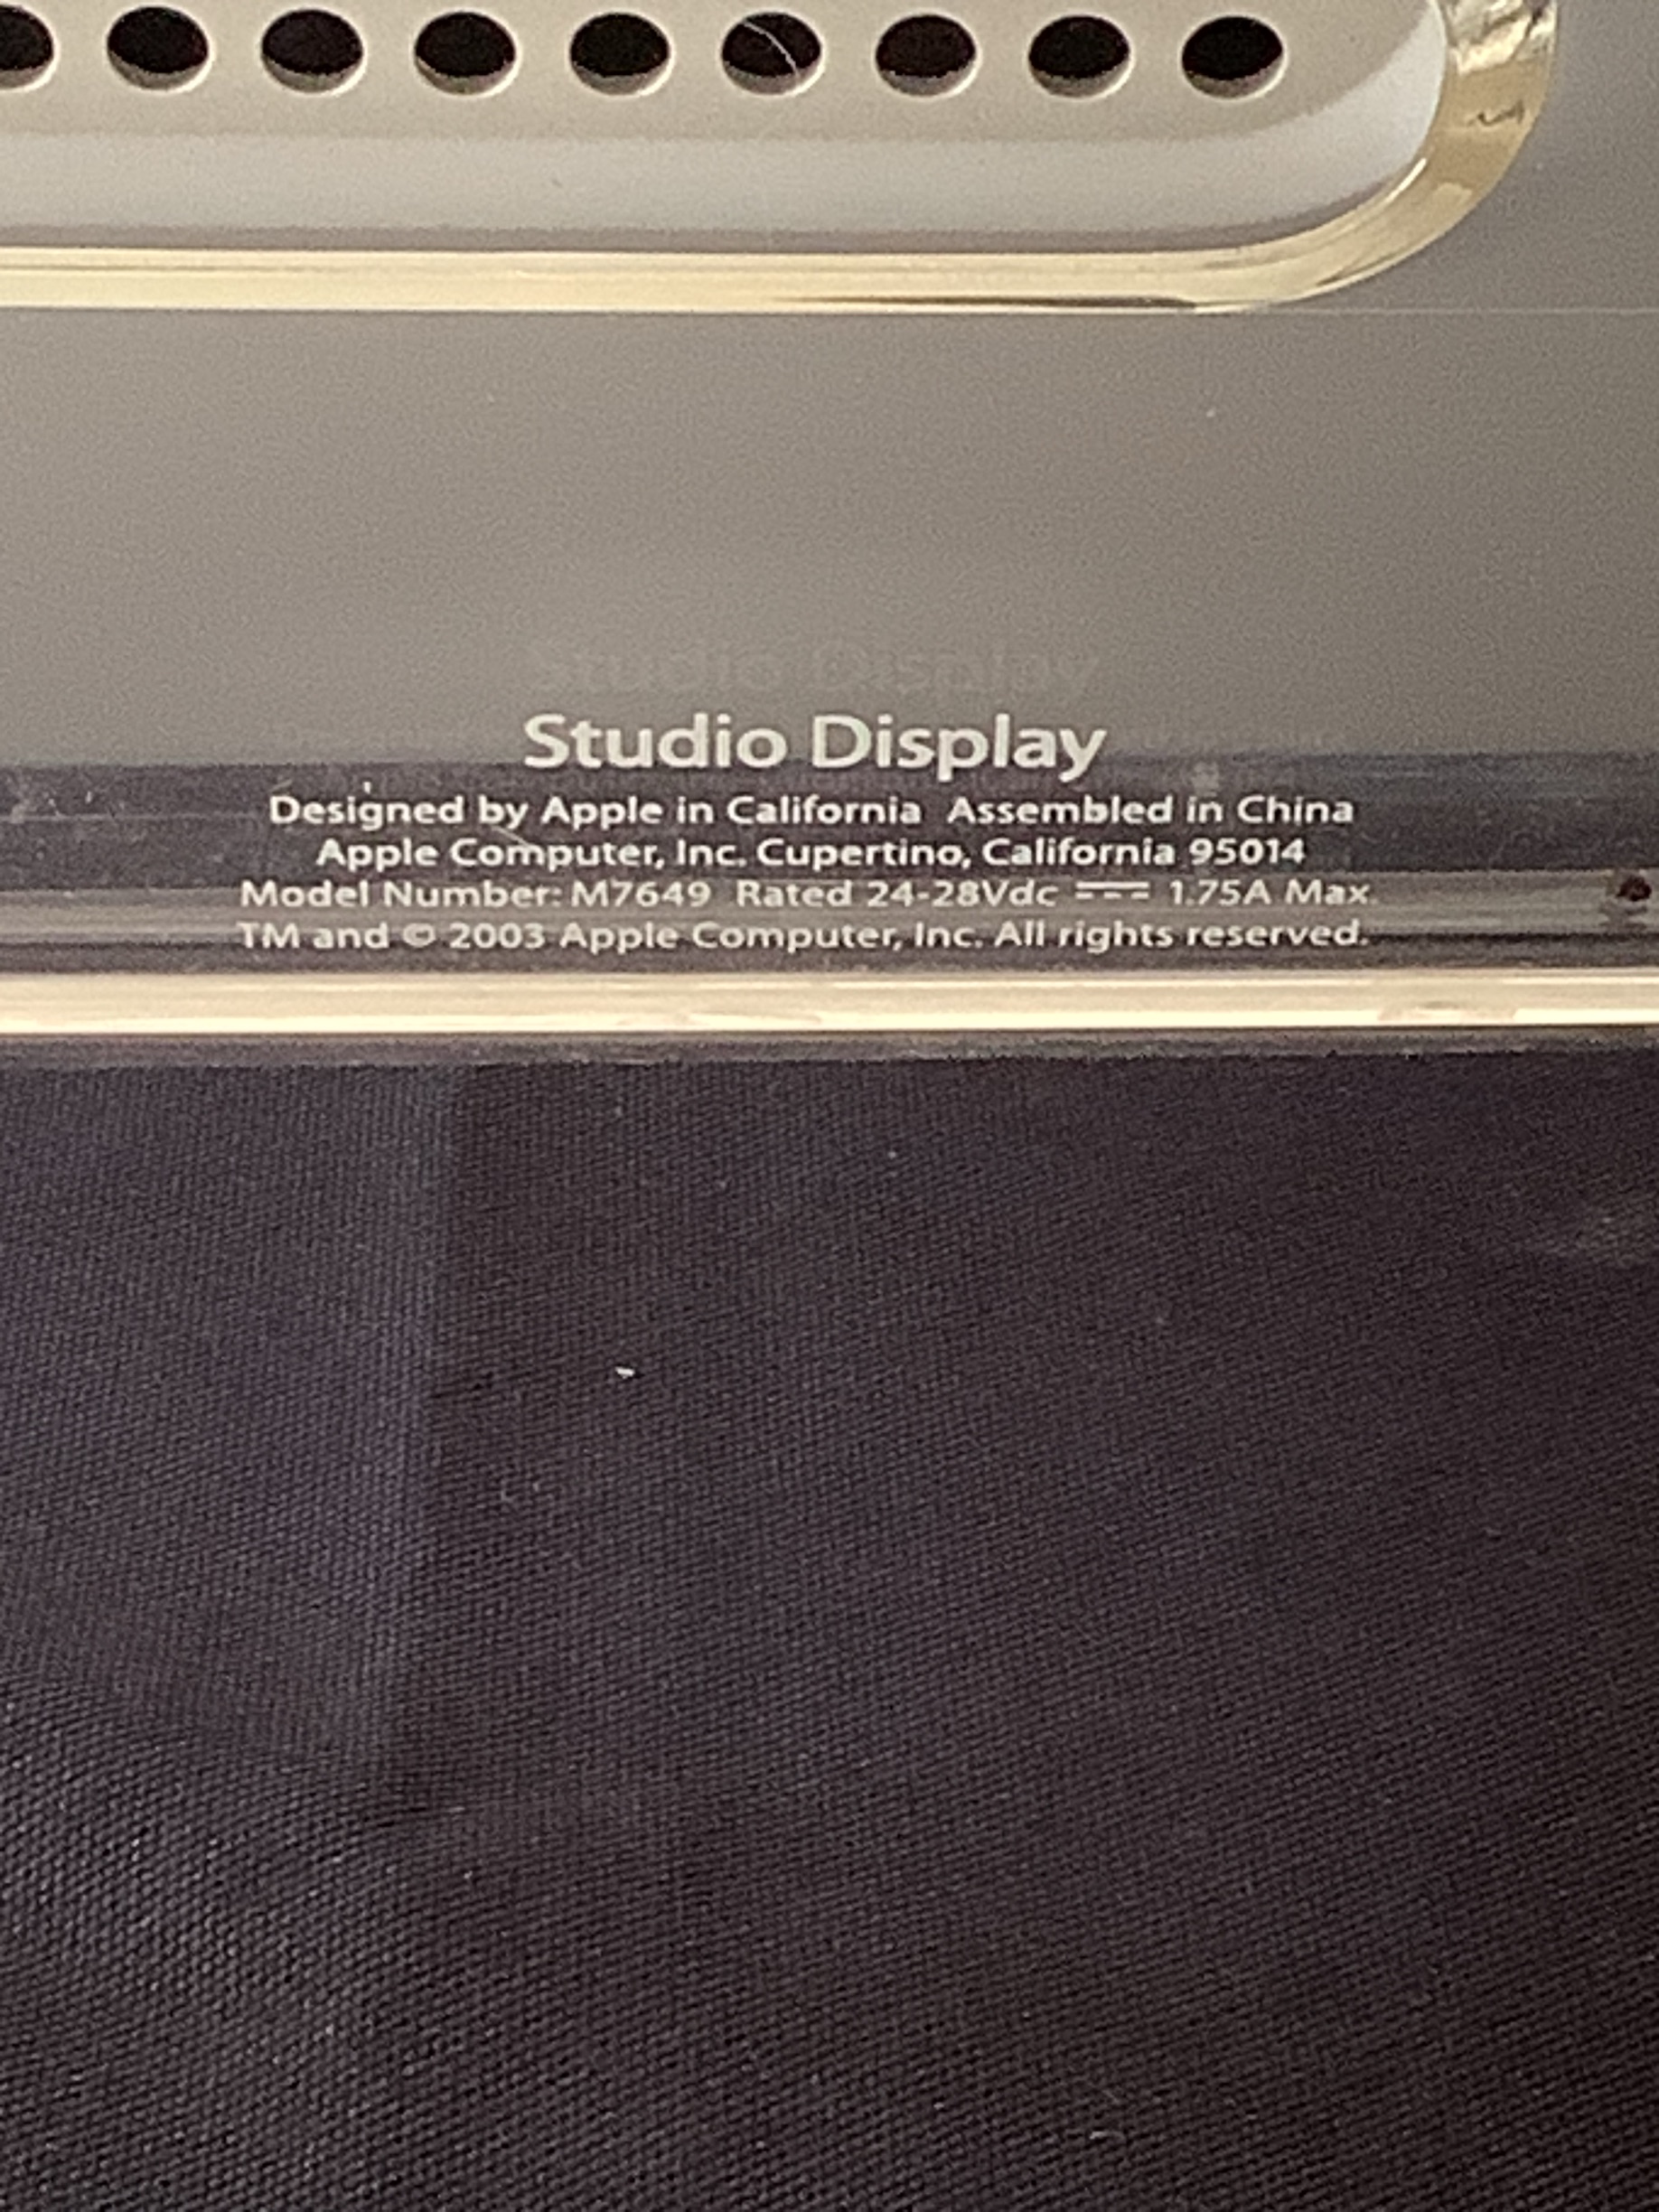 Studio Display
Designed by Apple in California  Assembled in China
Apple Computer, Inc. Cupertino, California 95014
Model Number: M7649  Rated 24-28Vdc ⎓ 1.75A Max.
TM and © 2003 Apple Computer, Inc. All rights reserved.